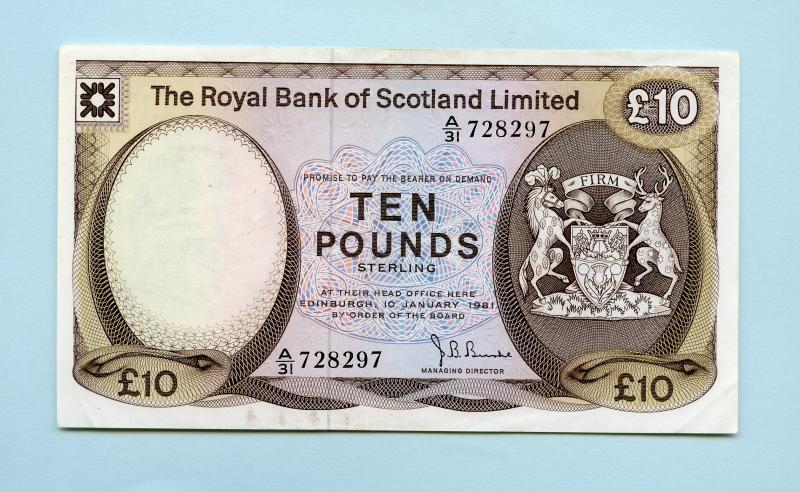 The Royal Bank of Scotland Limited
£10
A/31 728297
FIRM
PROMISE TO PAY THE BEARER ON DEMAND
TEN
POUNDS
STERLING
AT THEIR HEAD OFFICE HERE
EDINBURGH, 10 JANUARY 1981
BY ORDER OF THE BOARD
A/31 728297
J. B. Burke
MANAGING DIRECTOR
£10
£10